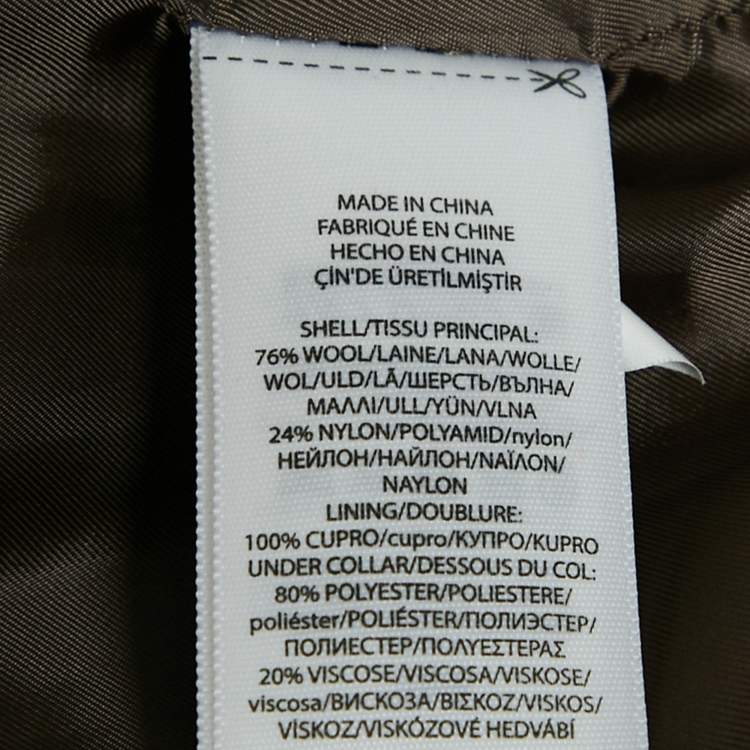 MADE IN CHINA
FABRIQUÉ EN CHINE
HECHO EN CHINA
ÇİN'DE ÜRETİLMİŞTİR
SHELL/TISSU PRINCIPAL:
76% WOOL/LAINE/LANA/WOLLE/
WOL/ULD/LÃ/ШЕРСТЬ/ВЪЛНА/
ΜΑΛΛΙ/ULL/YÜN/VLNA
24% NYLON/POLYAMID/nylon/
НЕЙЛОН/НАЙЛОН/ΝΑΪΛΟΝ/
NAYLON
LINING/DOUBLURE:
100% CUPRO/cupro/КУПРО/KUPRO
UNDER COLLAR/DESSOUS DU COL:
80% POLYESTER/POLIESTERE/
poliéster/POLIÉSTER/ПОЛИЭСТЕР/
ПОЛИЕСТЕР/ΠΟΛΥΕΣΤΕΡΑΣ
20% VISCOSE/VISCOSA/VISKOSE/
viscosa/ВИСКОЗА/ΒΙΣΚΟΖ/VISKOS/
VİSKOZ/VISKÓZOVÉ HEDVÁBÍ